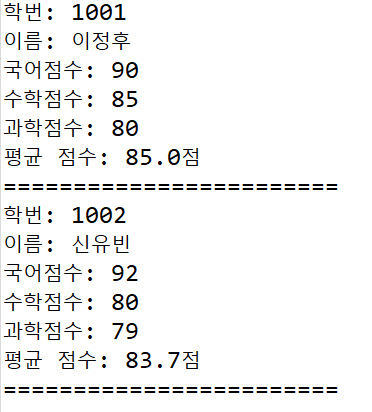 학번: 1001
이름: 이정후
국어점수: 90
수학점수: 85
과학점수: 80
평균 점수: 85.0점
========================
학번: 1002
이름: 신유빈
국어점수: 92
수학점수: 80
과학점수: 79
평균 점수: 83.7점
========================